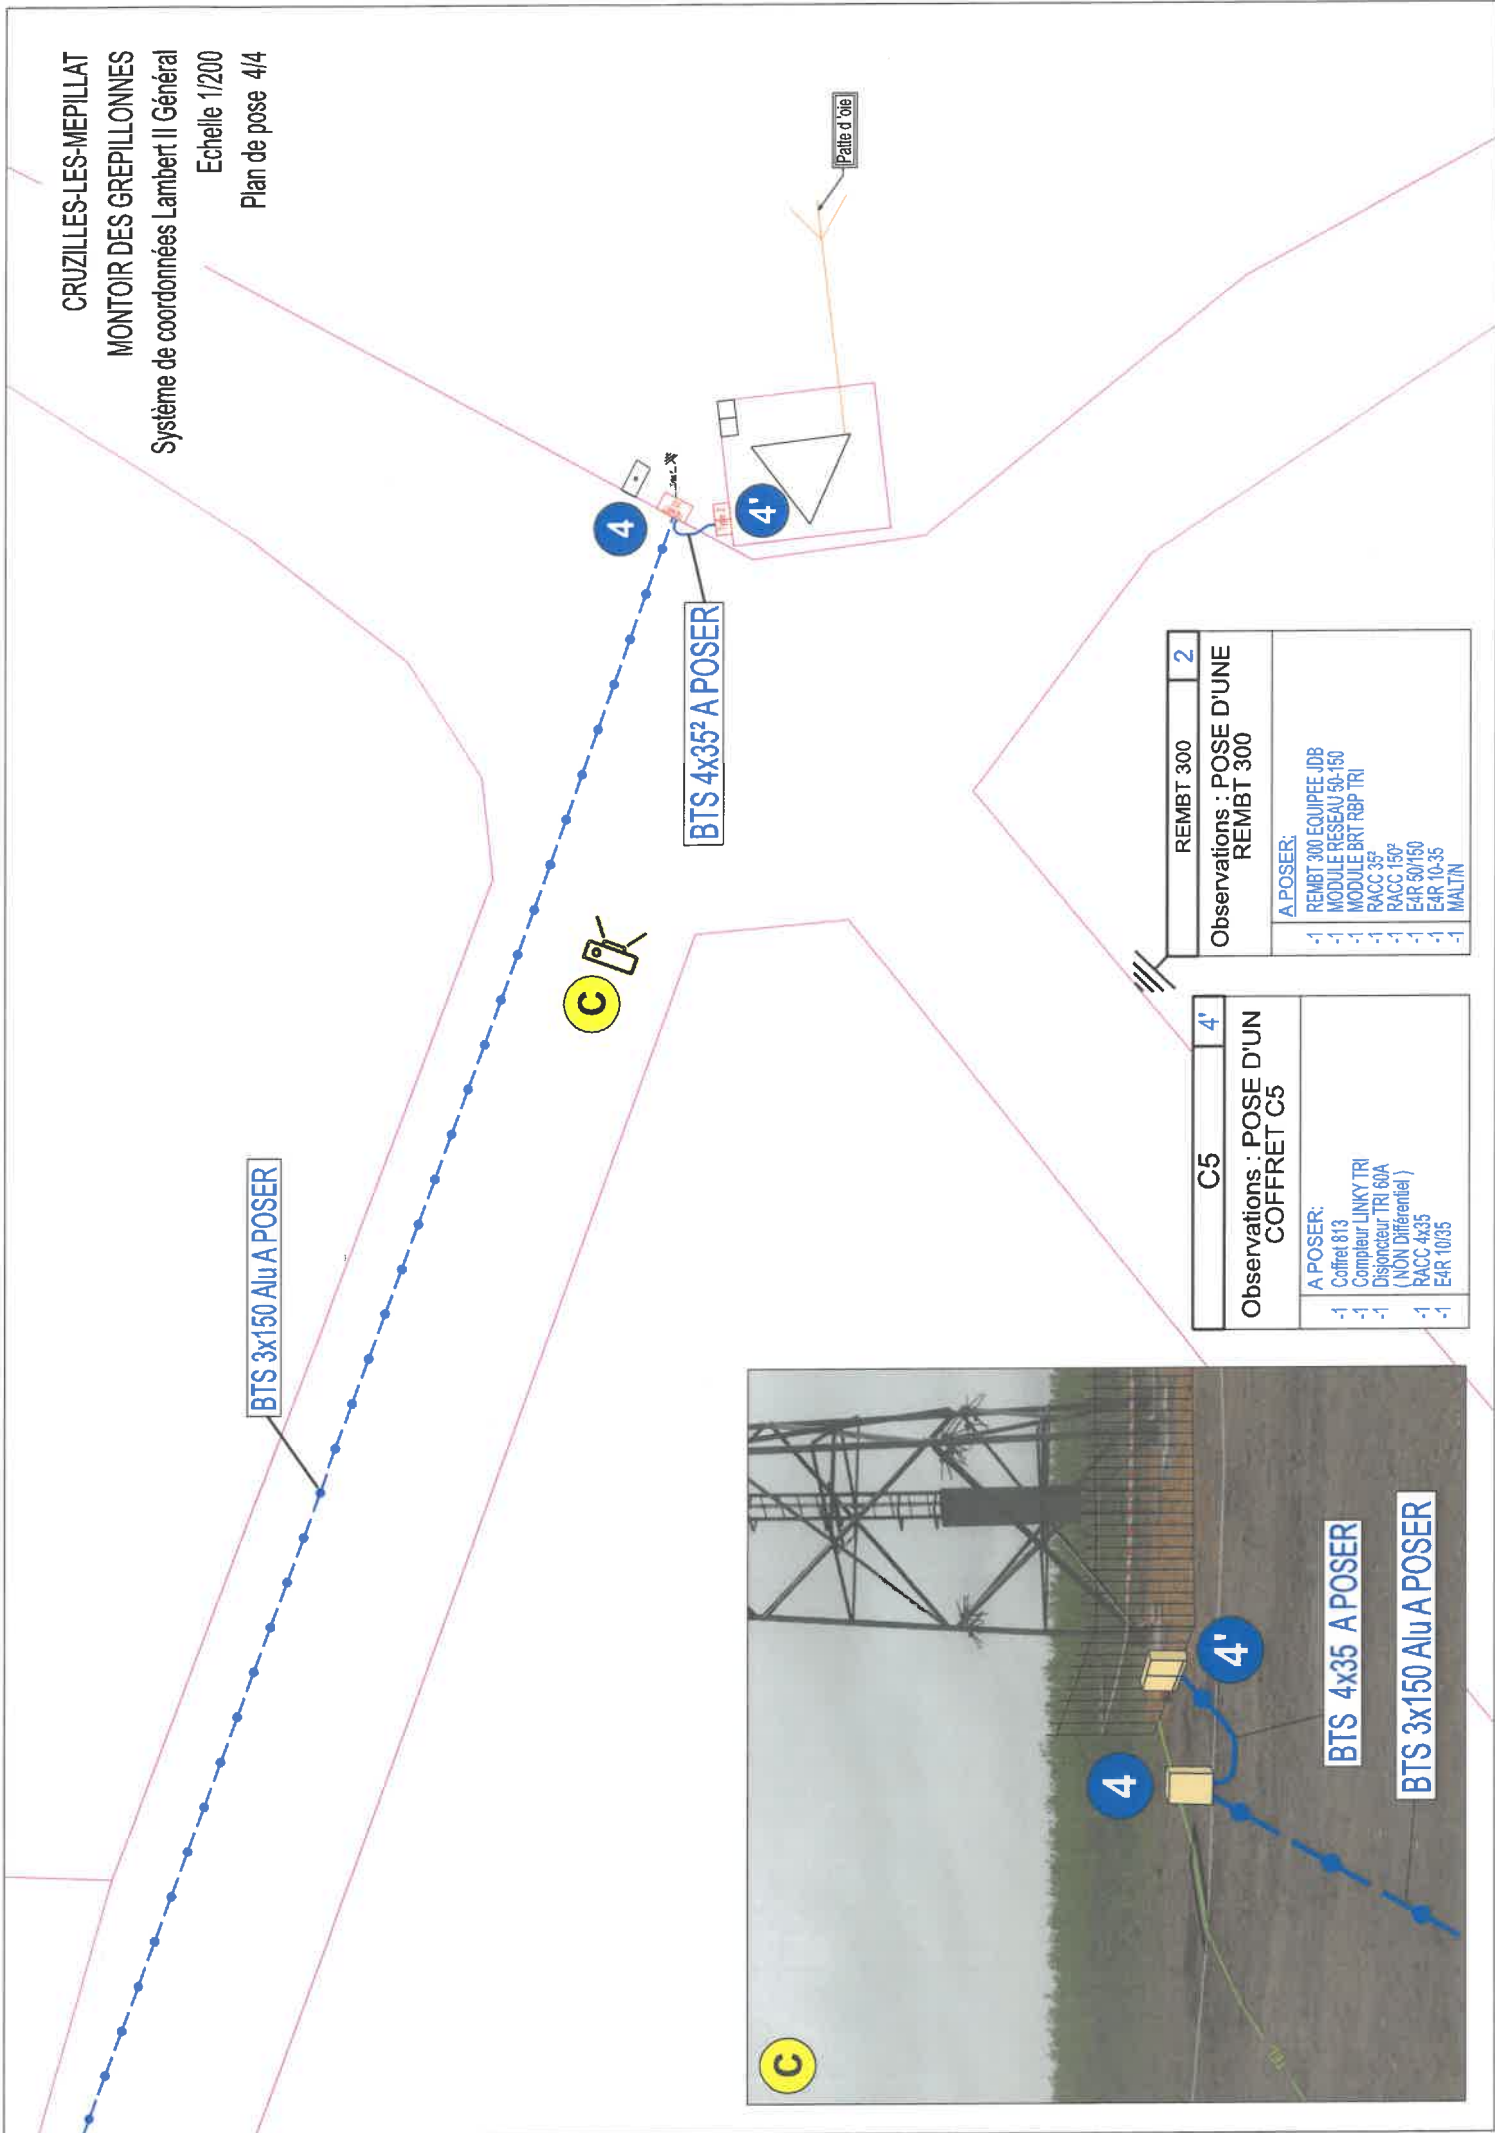 CRUZILLES-LES-MEPILLAT
MONTOIR DES GREPILLONNES
Système de coordonnées Lambert II Général
Echelle 1/200
Plan de pose 4/4
BTS 3x150 Alu A POSER
C
4
4'
BTS 4x35² A POSER
Patte d'oie
C
4
4'
BTS 4x35 A POSER
BTS 3x150 Alu A POSER
C5
4'
Observations : POSE D'UN
COFFRET C5
A POSER:
-1 Coffret 813
-1 Compteur LINKY TRI
-1 Disjoncteur TRI 60A
( NON Différentiel )
-1 RACC 4x35
-1 E4R 10/35
REMBT 300
2
Observations : POSE D'UNE
REMBT 300
A POSER:
-1 REMBT 300 EQUIPEE JDB
-1 MODULE RESEAU 50-150
-1 MODULE BRT RBP TRI
-1 RACC 35²
-1 RACC 150²
-1 E4R 50/150
-1 E4R 10-35
-1 MALT/N